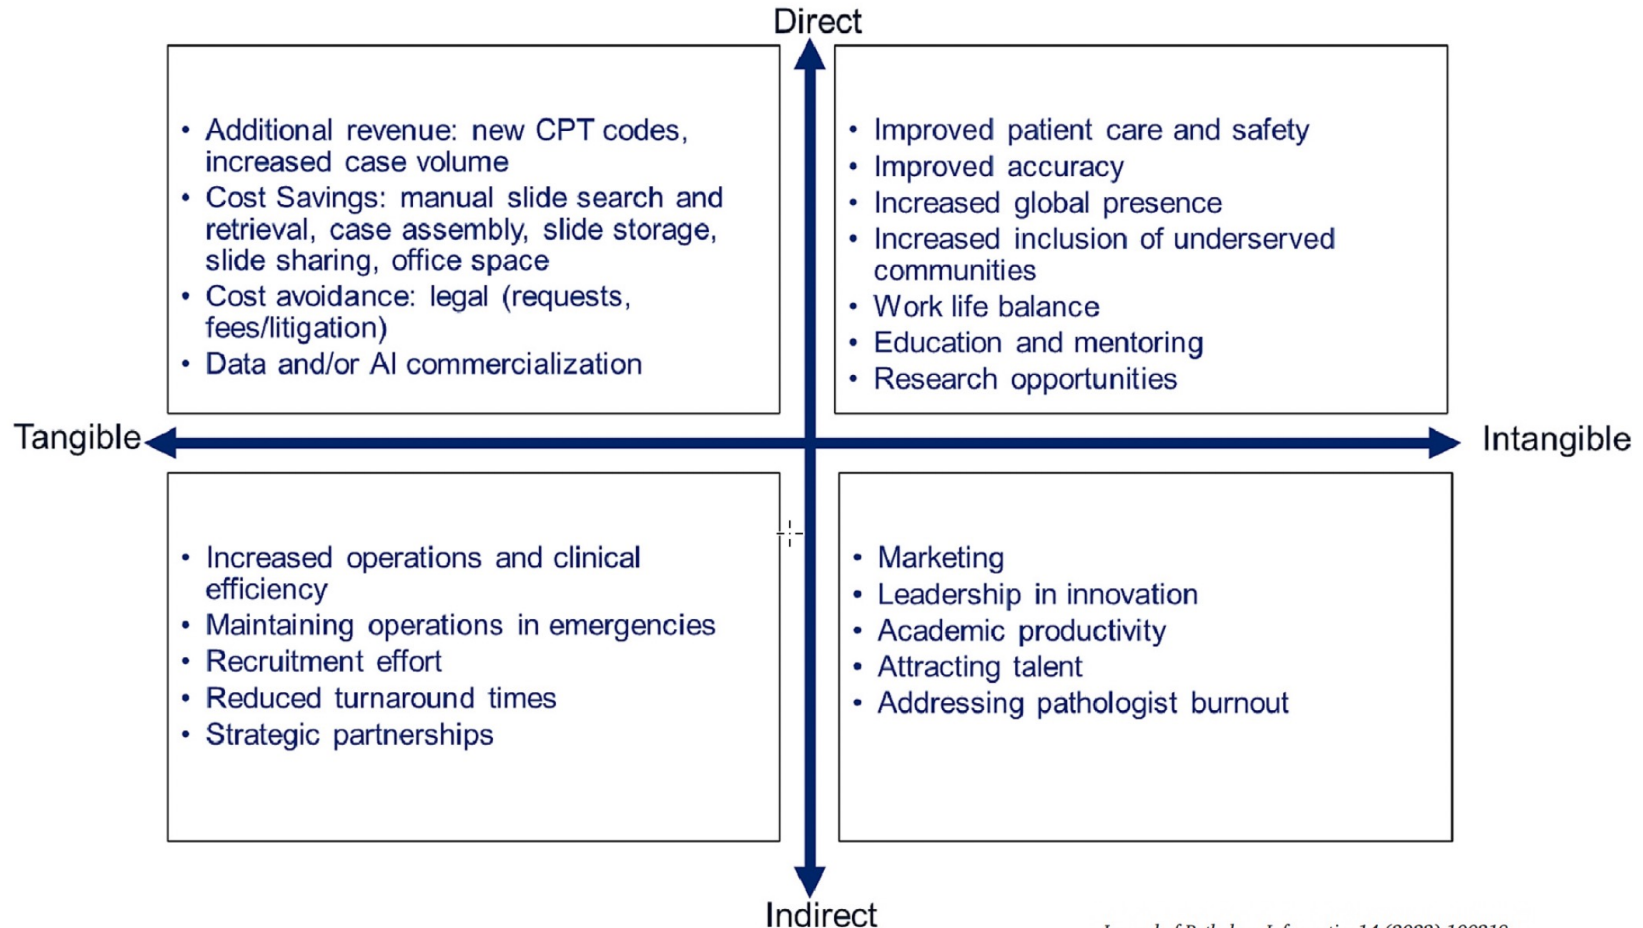 Direct
• Additional revenue: new CPT codes,
increased case volume
• Cost Savings: manual slide search and
retrieval, case assembly, slide storage,
slide sharing, office space
• Cost avoidance: legal (requests,
fees/litigation)
• Data and/or AI commercialization
• Improved patient care and safety
• Improved accuracy
• Increased global presence
• Increased inclusion of underserved
communities
• Work life balance
• Education and mentoring
• Research opportunities
Tangible
Intangible
• Increased operations and clinical
efficiency
• Maintaining operations in emergencies
• Recruitment effort
• Reduced turnaround times
• Strategic partnerships
• Marketing
• Leadership in innovation
• Academic productivity
• Attracting talent
• Addressing pathologist burnout
Indirect